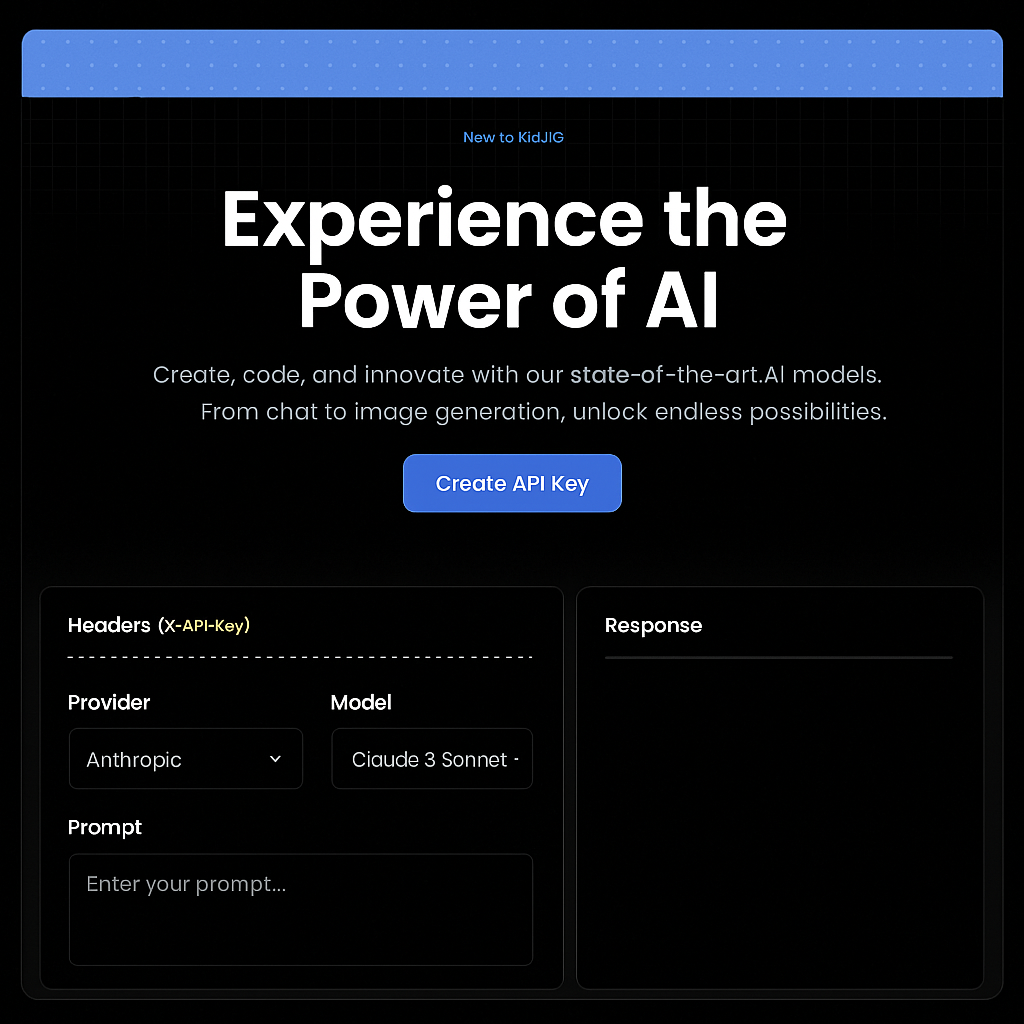 New to KidJIG
Experience the
Power of AI
Create, code, and innovate with our state-of-the-art.AI models.
From chat to image generation, unlock endless possibilities.
Create API Key
Headers (X-API-Key)
Response
Provider
Model
Anthropic
Ciaude 3 Sonnet -
Prompt
Enter your prompt...